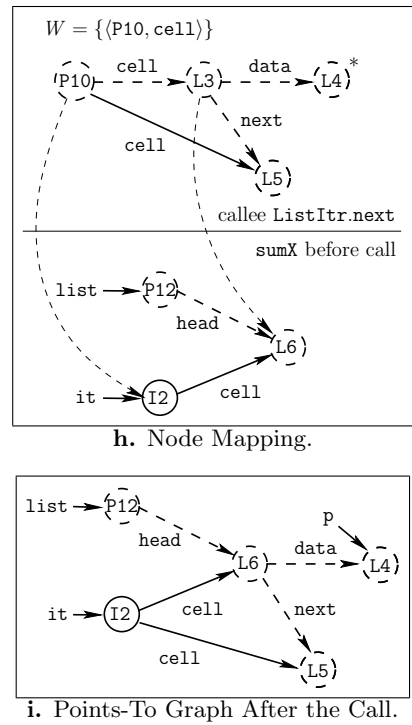 W = {⟨P10, cell⟩}
P10 cell L3 data L4 *
next
cell
L5
callee ListItr.next
sumX before call
list P12
head
L6
it I2 cell
h. Node Mapping.
list P12 p
head data
L6 L4
it I2 cell next
cell
L5
i. Points-To Graph After the Call.